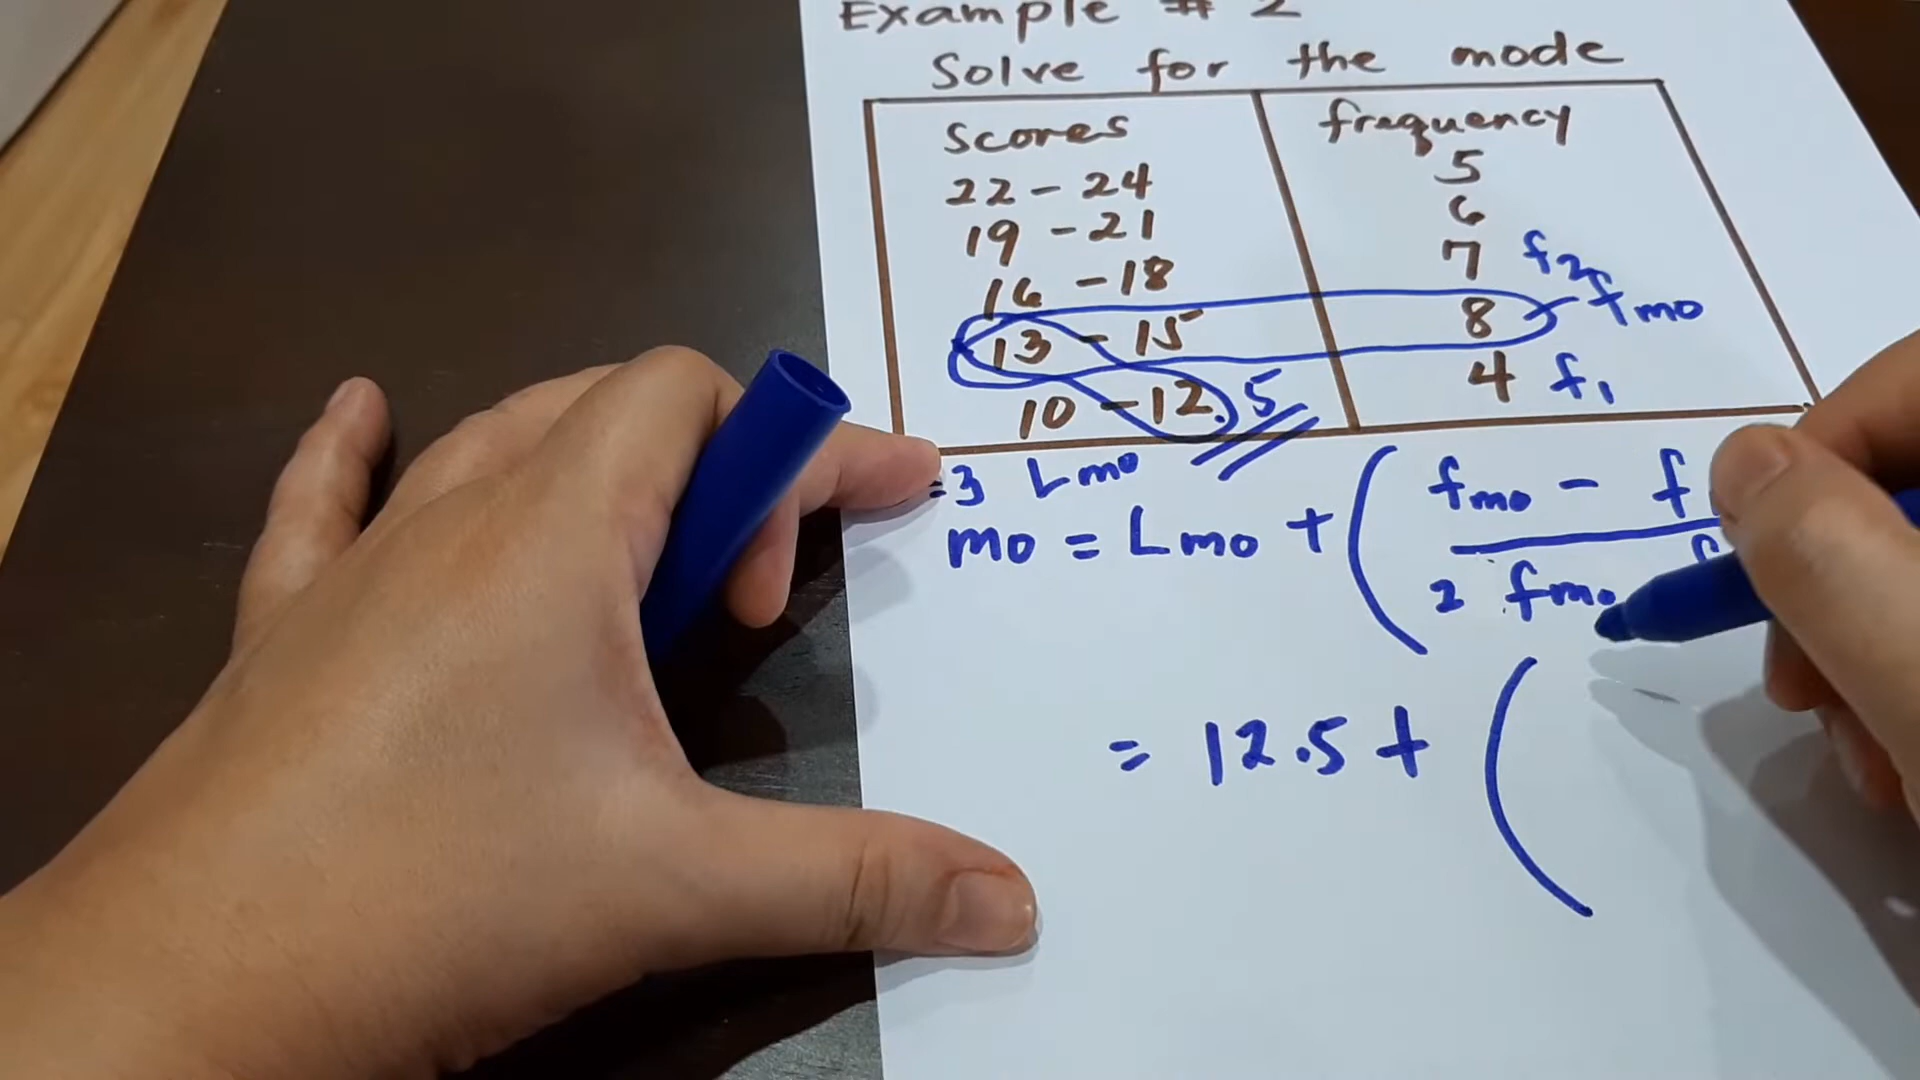 Example # 2
Solve for the mode
Scores frequency
22 - 24 5
19 - 21 6
16 - 18 7 f2
13 - 15 8 fmo
10 - 12.5 4 f1
=3 Lmo
mo = Lmo + ( fmo - f
2 fmo
= 12.5 + (